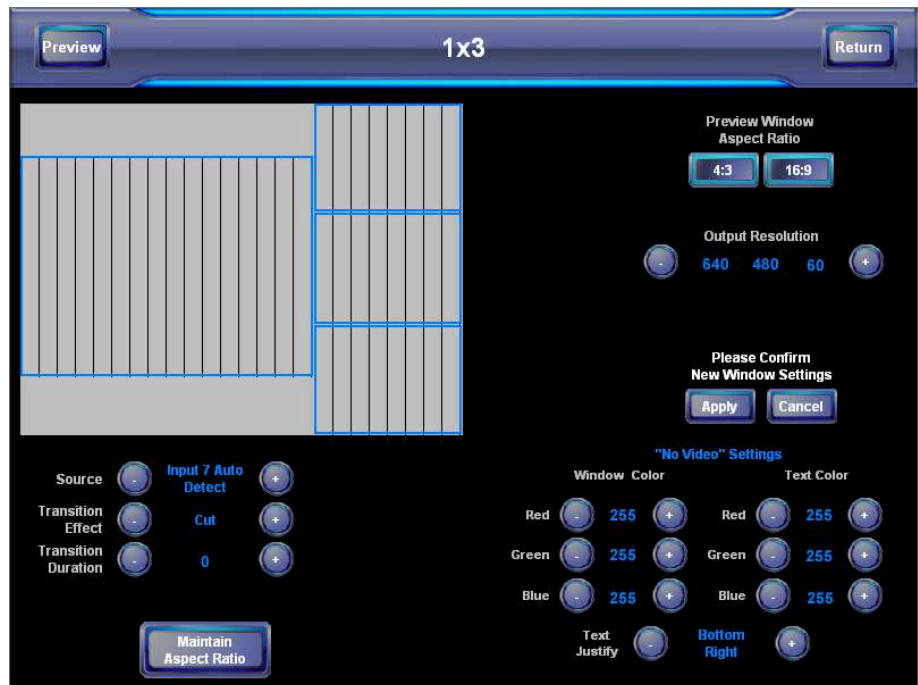 Preview
1x3
Return
Preview Window
Aspect Ratio
4:3
16:9
Output Resolution
- 640 480 60 +
Please Confirm
New Window Settings
Apply
Cancel
Source - Input 7 Auto
Detect +
Transition
Effect - Cut +
Transition
Duration - 0 +
Maintain
Aspect Ratio
"No Video" Settings
Window Color
Text Color
Red - 255 + Red - 255 +
Green - 255 + Green - 255 +
Blue - 255 + Blue - 255 +
Text
Justify - Bottom
Right +